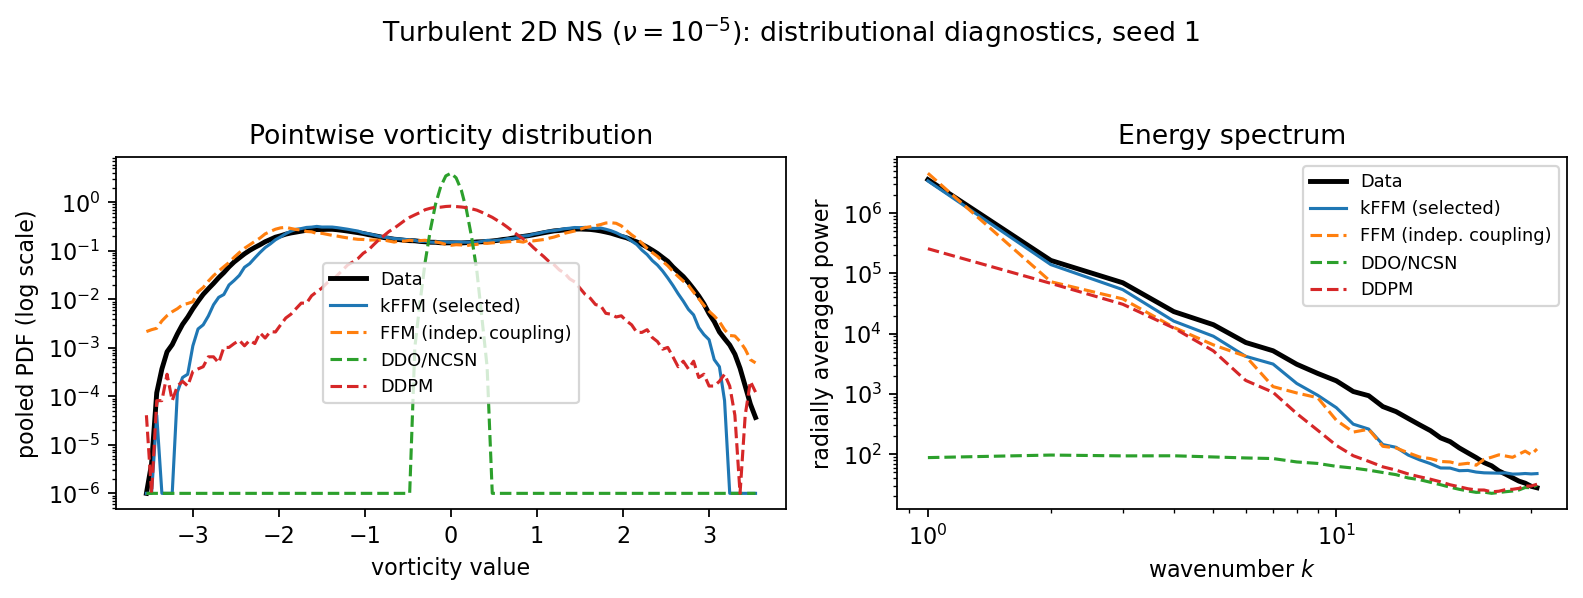 Turbulent 2D NS (ν = 10⁻⁵): distributional diagnostics, seed 1
Pointwise vorticity distribution
pooled PDF (log scale)
10⁰
10⁻¹
10⁻²
10⁻³
10⁻⁴
10⁻⁵
10⁻⁶
Data
kFFM (selected)
FFM (indep. coupling)
DDO/NCSN
DDPM
−3 −2 −1 0 1 2 3
vorticity value
Energy spectrum
radially averaged power
10⁶
10⁵
10⁴
10³
10²
Data
kFFM (selected)
FFM (indep. coupling)
DDO/NCSN
DDPM
10⁰ 10¹
wavenumber k